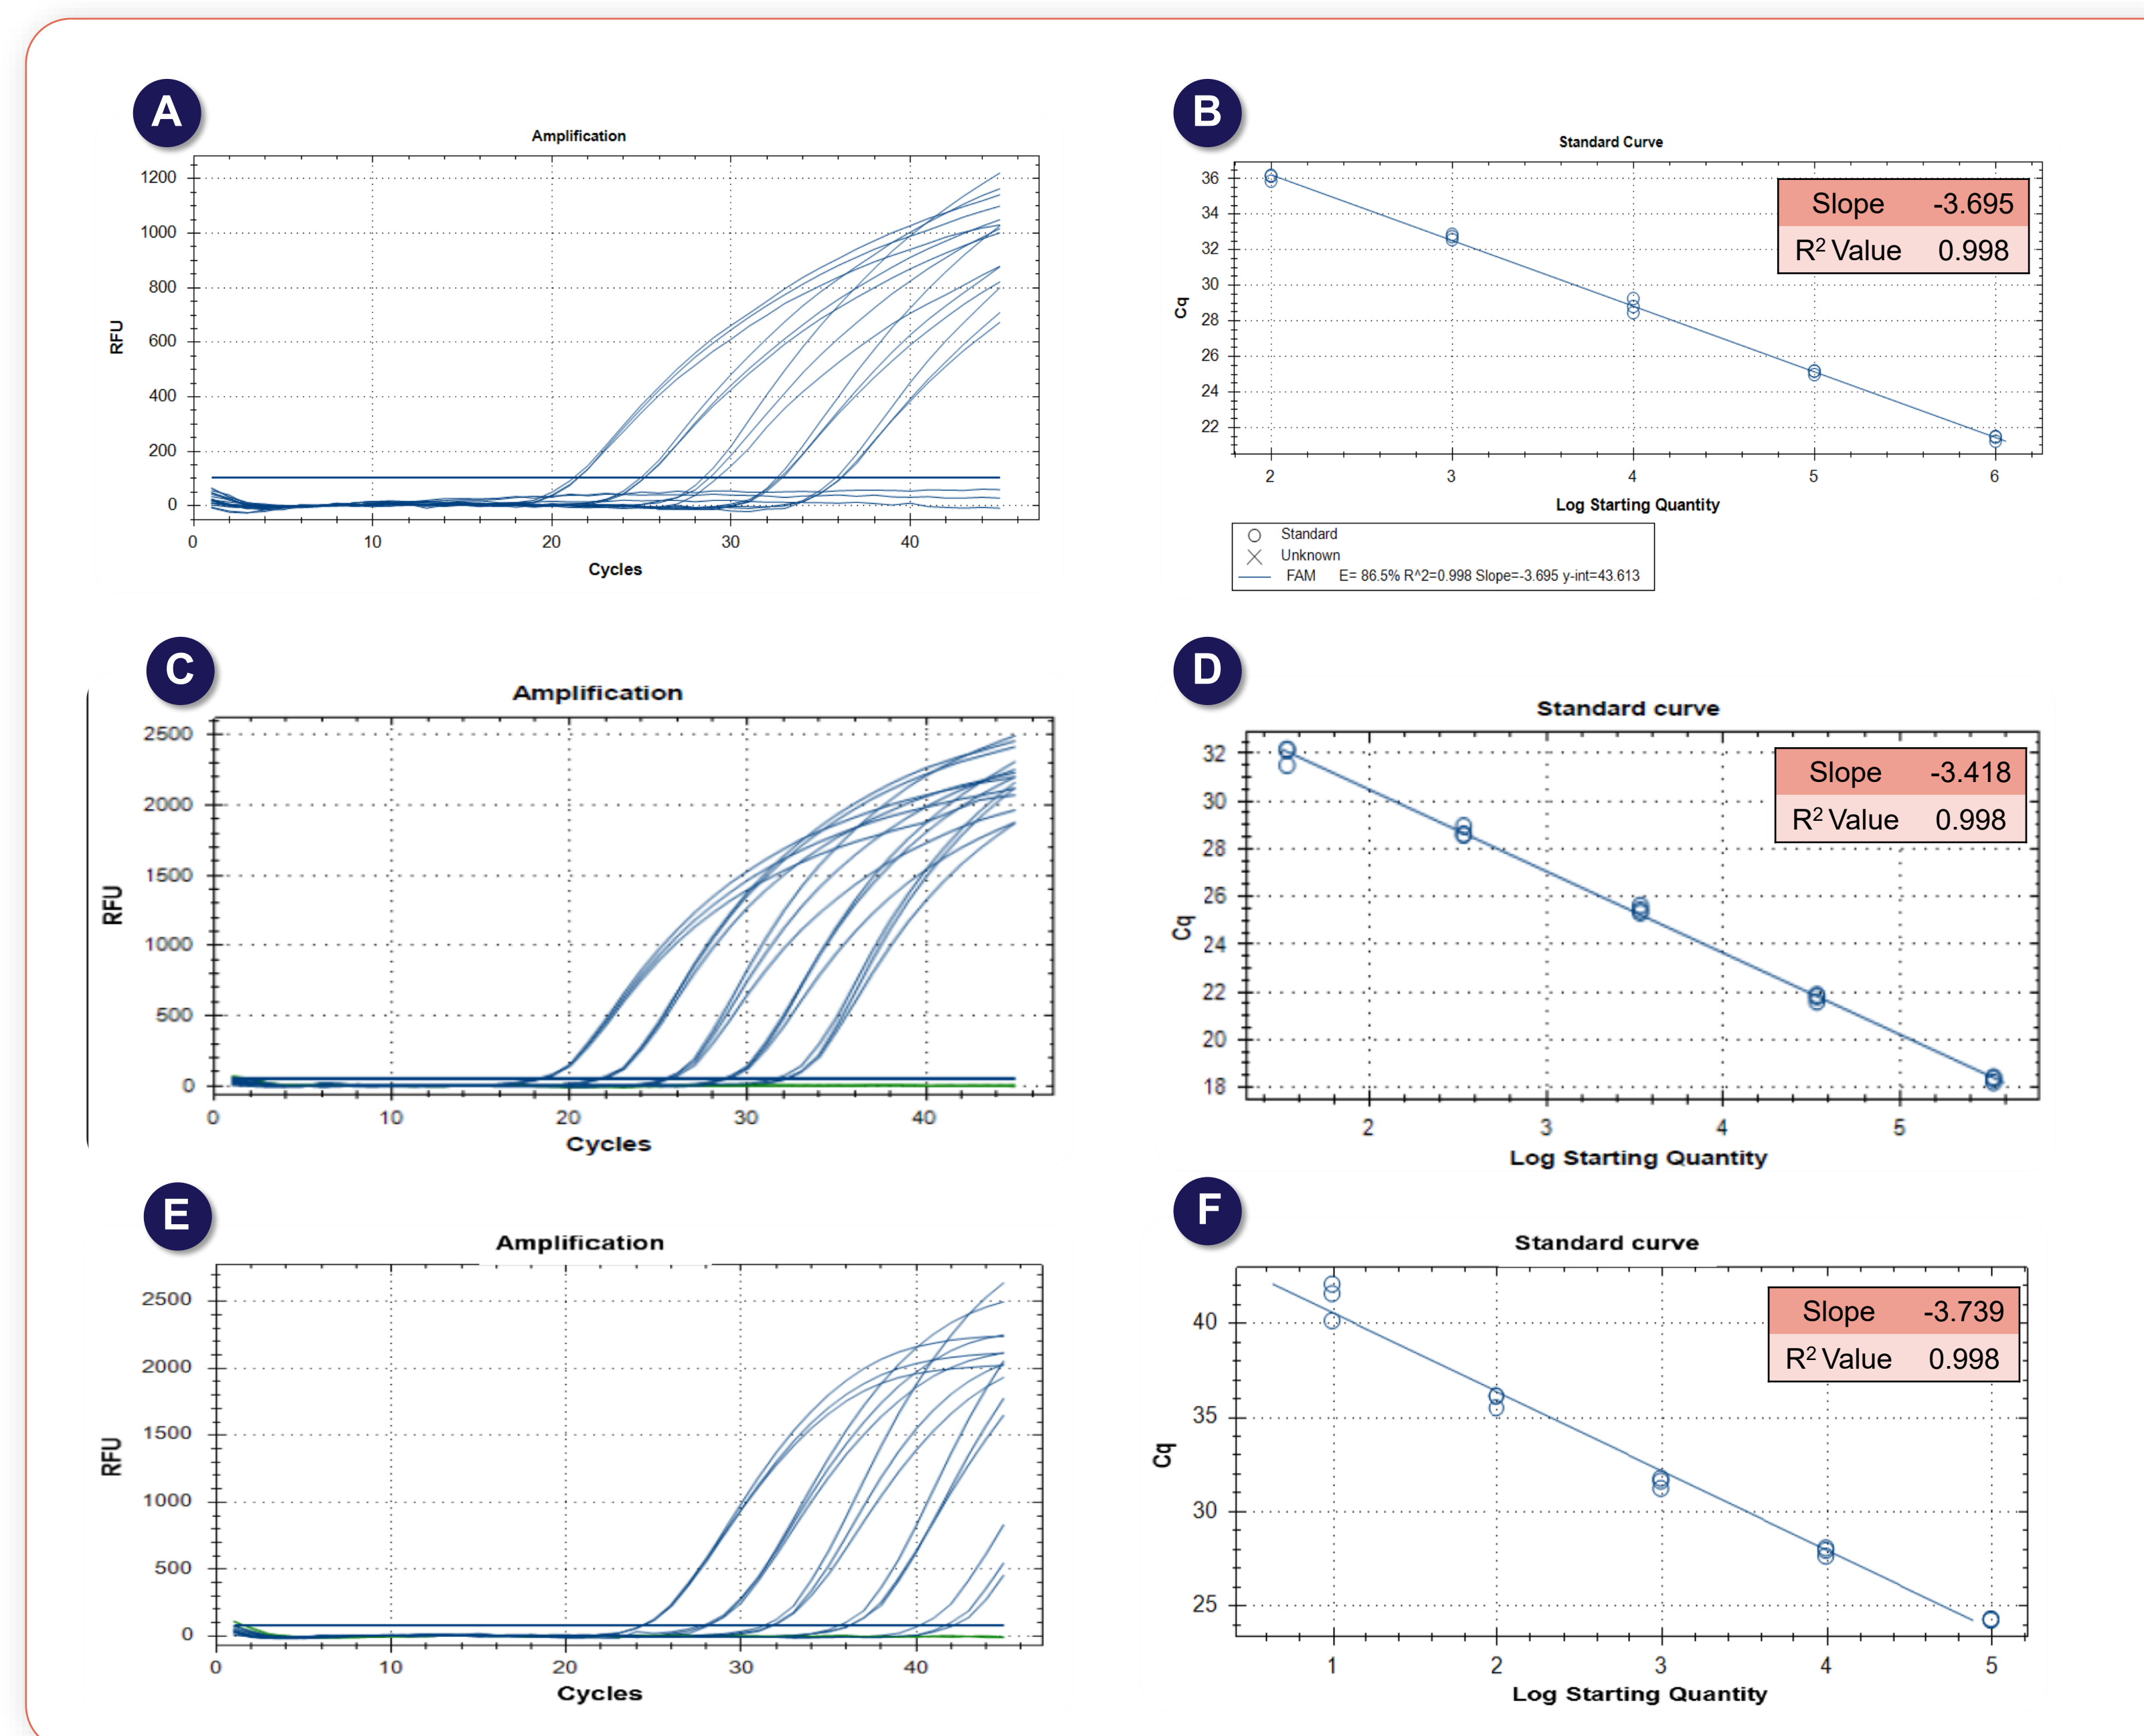 A
Amplification
1200
1000
800
600
400
200
0
RFU
0 10 20 30 40
Cycles
B
Standard Curve
36
34
32
30
28
26
24
22
Cq
Slope -3.695
R² Value 0.998
2 3 4 5 6
Log Starting Quantity
Standard
Unknown
FAM E= 86.5% R^2=0.998 Slope=-3.695 y-int=43.613
C
Amplification
2500
2000
1500
1000
500
0
RFU
0 10 20 30 40
Cycles
D
Standard curve
32
30
28
26
24
22
20
18
Cq
Slope -3.418
R² Value 0.998
2 3 4 5
Log Starting Quantity
E
Amplification
2500
2000
1500
1000
500
0
RFU
0 10 20 30 40
Cycles
F
Standard curve
40
35
30
25
Cq
Slope -3.739
R² Value 0.998
1 2 3 4 5
Log Starting Quantity